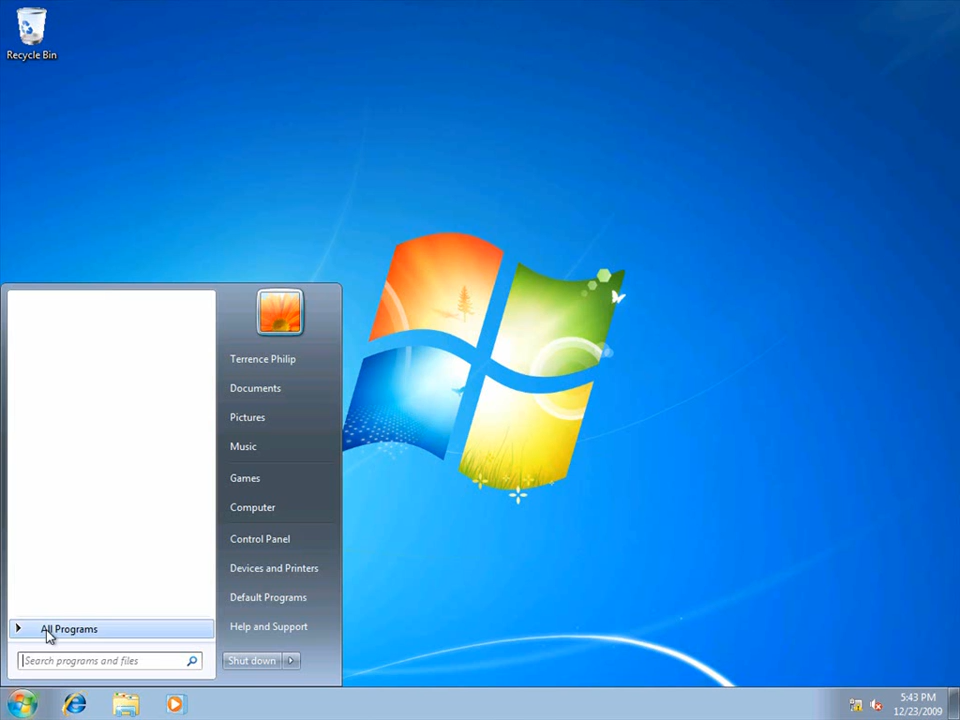 Recycle Bin
Terrence Philip
Documents
Pictures
Music
Games
Computer
Control Panel
Devices and Printers
Default Programs
Help and Support
All Programs
Search programs and files
Shut down
5:43 PM
12/23/2009